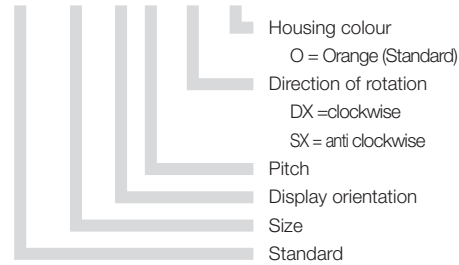 Housing colour
O = Orange (Standard)
Direction of rotation
DX =clockwise
SX = anti clockwise
Pitch
Display orientation
Size
Standard